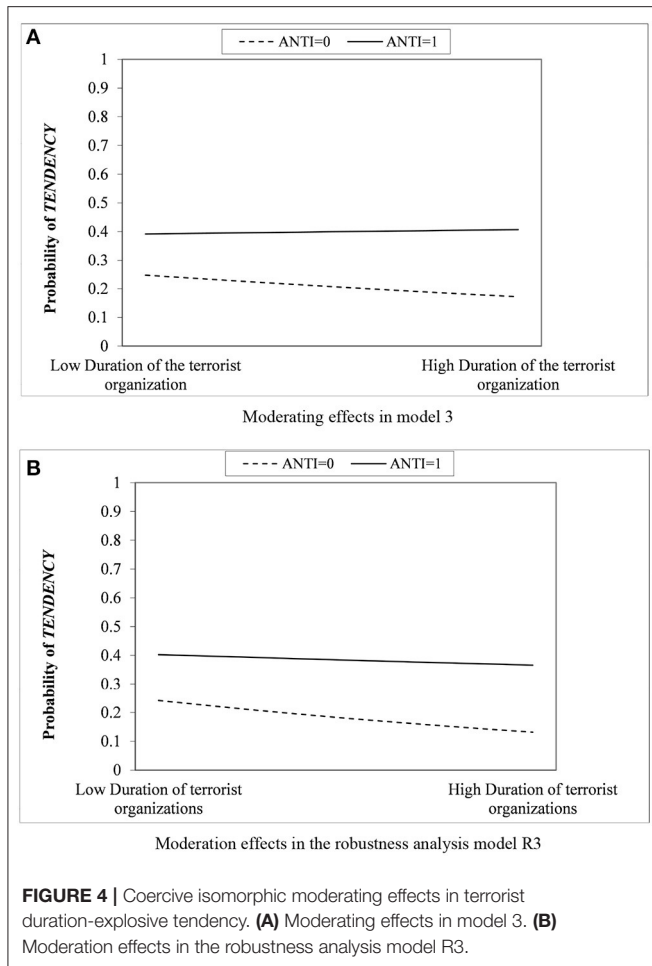 A
ANTI=0 ANTI=1
1
0.9
0.8
0.7
0.6
0.5
0.4
0.3
0.2
0.1
0
Probability of TENDENCY
Low Duration of the terrorist
organization
High Duration of the terrorist
organization
Moderating effects in model 3
B
ANTI=0 ANTI=1
1
0.9
0.8
0.7
0.6
0.5
0.4
0.3
0.2
0.1
0
Probability of TENDENCY
Low Duration of terrorist
organizations
High Duration of terrorist
organizations
Moderation effects in the robustness analysis model R3
FIGURE 4 | Coercive isomorphic moderating effects in terrorist
duration-explosive tendency. (A) Moderating effects in model 3. (B)
Moderation effects in the robustness analysis model R3.